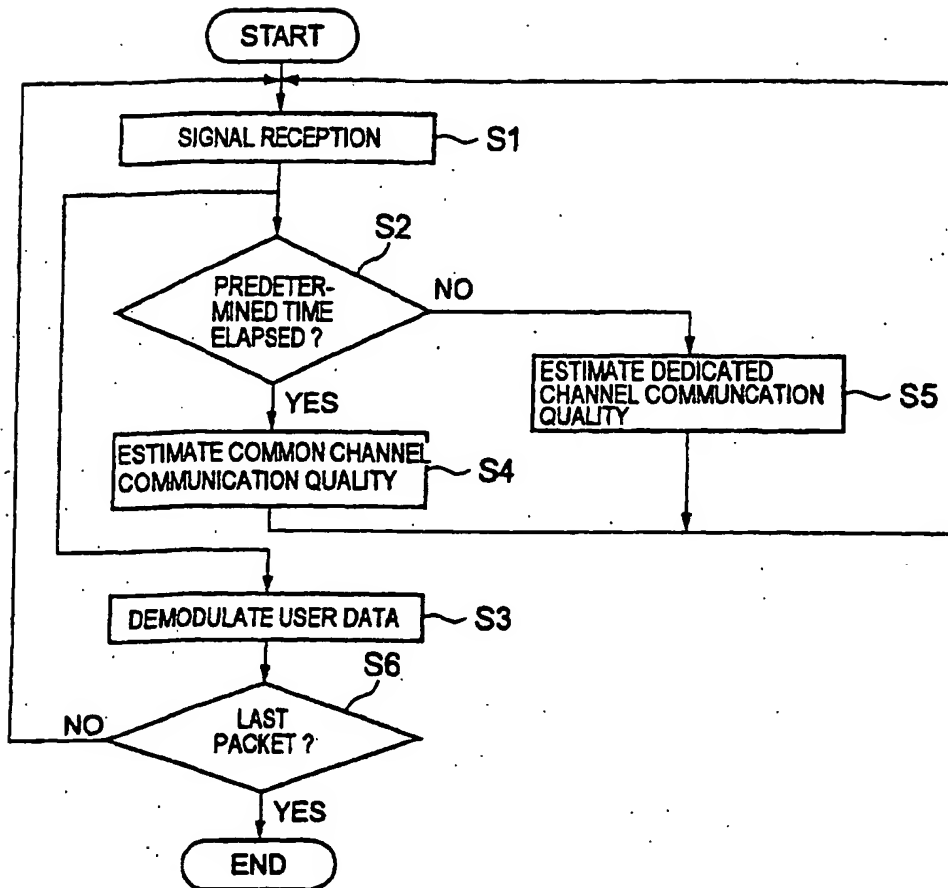 START
SIGNAL RECEPTION
S1
S2
PREDETER-
MINED TIME
ELAPSED ?
NO
YES
ESTIMATE DEDICATED
CHANNEL COMMUNCATION
QUALITY
S5
ESTIMATE COMMON CHANNEL
COMMUNICATION QUALITY
S4
DEMODULATE USER DATA
S3
S6
LAST
PACKET ?
NO
YES
END